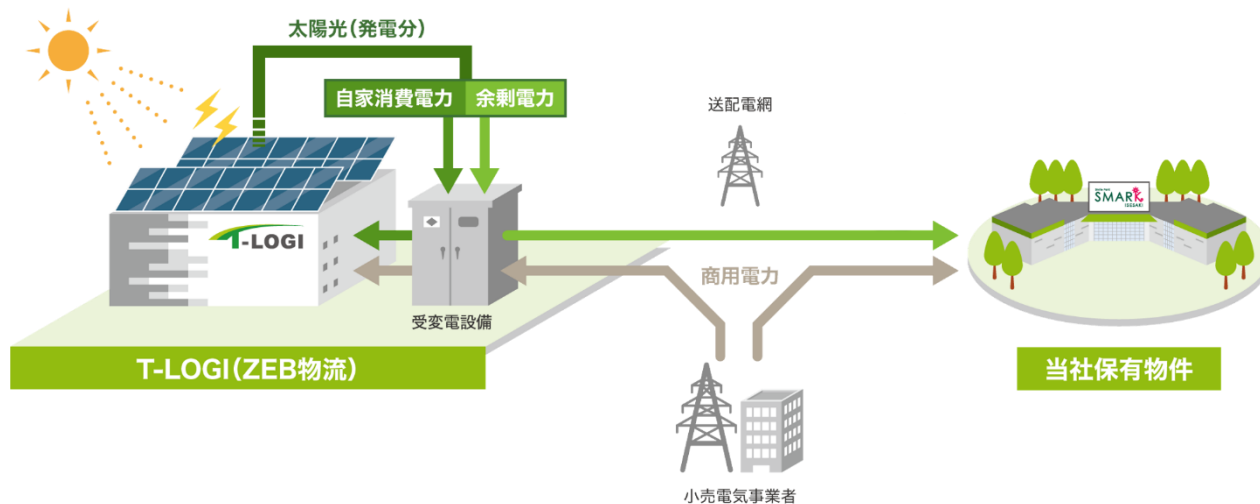 太陽光(発電分)
自家消費電力
余剰電力
送配電網
T-LOGI
SMARK
ISESAKI
商用電力
受変電設備
T-LOGI(ZEB物流)
当社保有物件
小売電気事業者